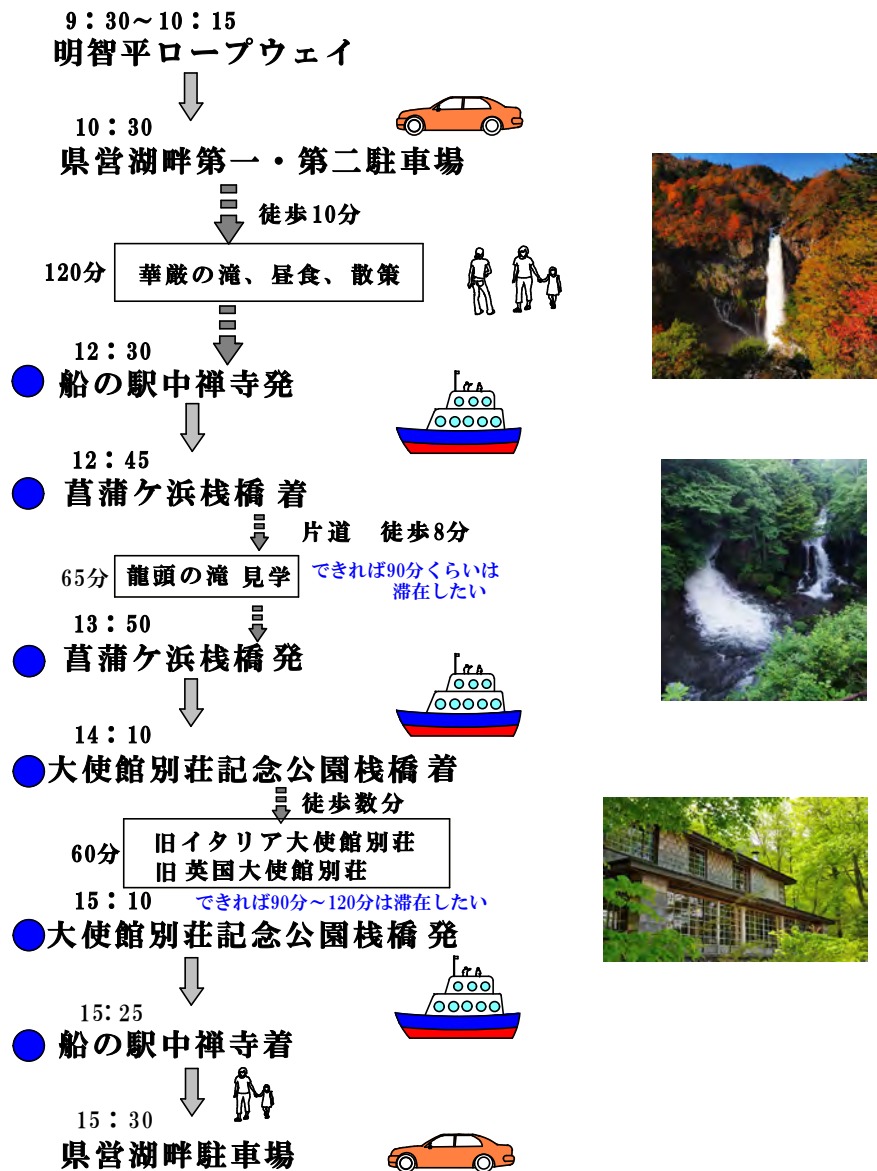 9：30～10：15
明智平ロープウェイ
10：30
県営湖畔第一・第二駐車場
徒歩10分
120分
華厳の滝、昼食、散策
12：30
船の駅中禅寺発
12：45
菖蒲ケ浜桟橋 着
片道　徒歩8分
65分
龍頭の滝 見学
できれば90分くらいは
滞在したい
13：50
菖蒲ケ浜桟橋 発
14：10
大使館別荘記念公園桟橋 着
徒歩数分
60分
旧イタリア大使館別荘
旧英国大使館別荘
15：10
できれば90分～120分は滞在したい
大使館別荘記念公園桟橋 発
15：25
船の駅中禅寺着
15：30
県営湖畔駐車場